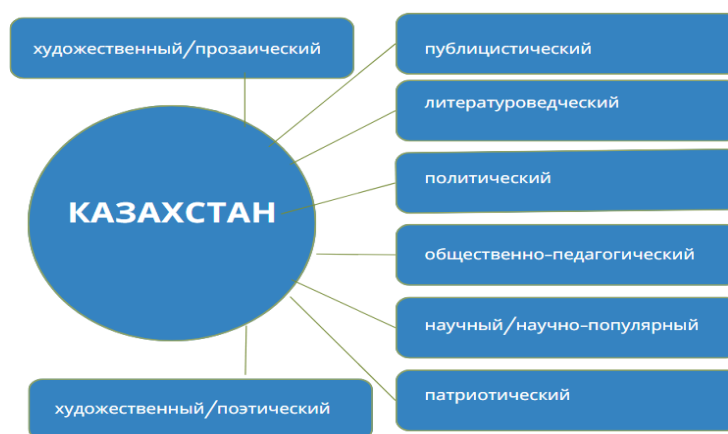 художественный/прозаический
публицистический
литературоведческий
политический
КАЗАХСТАН
общественно-педагогический
научный/научно-популярный
патриотический
художественный/поэтический